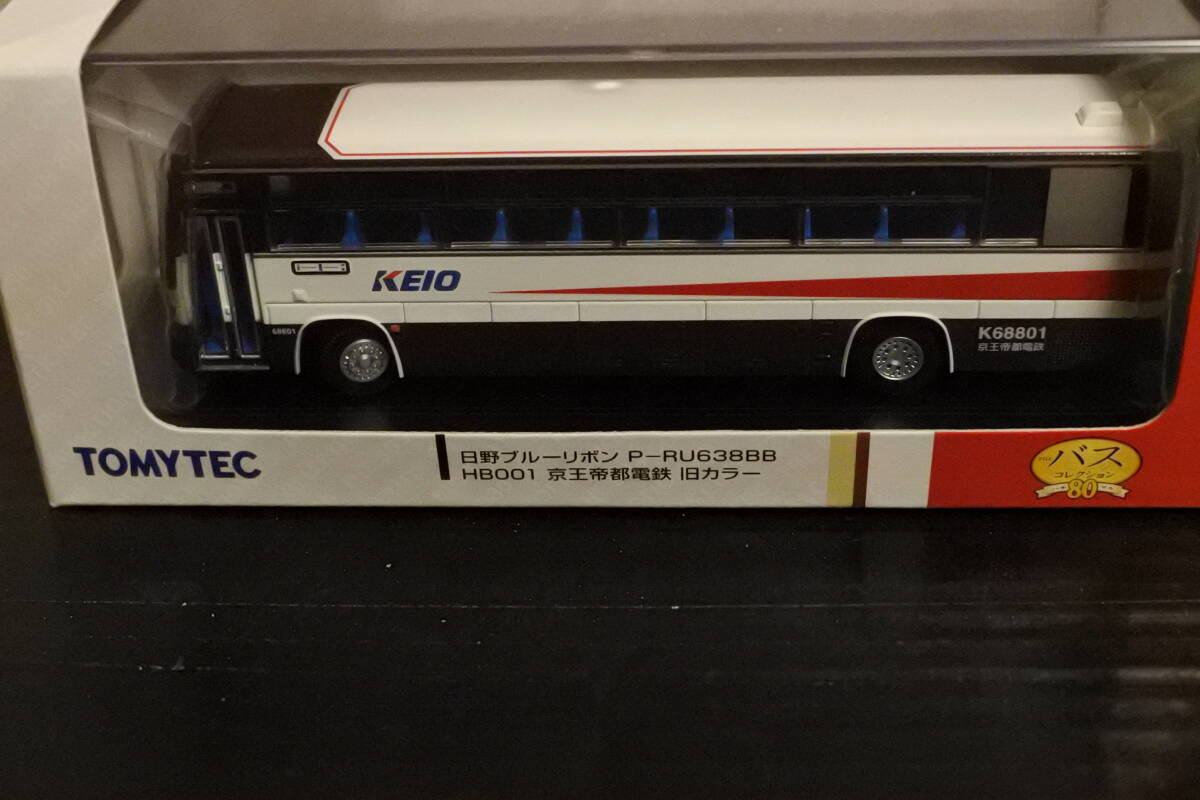 KEIO
68801
K68801
京王帝都電鉄
TOMYTEC
日野ブルーリボン P-RU638BB
HB001 京王帝都電鉄 旧カラー
THE
バス
コレクション
80